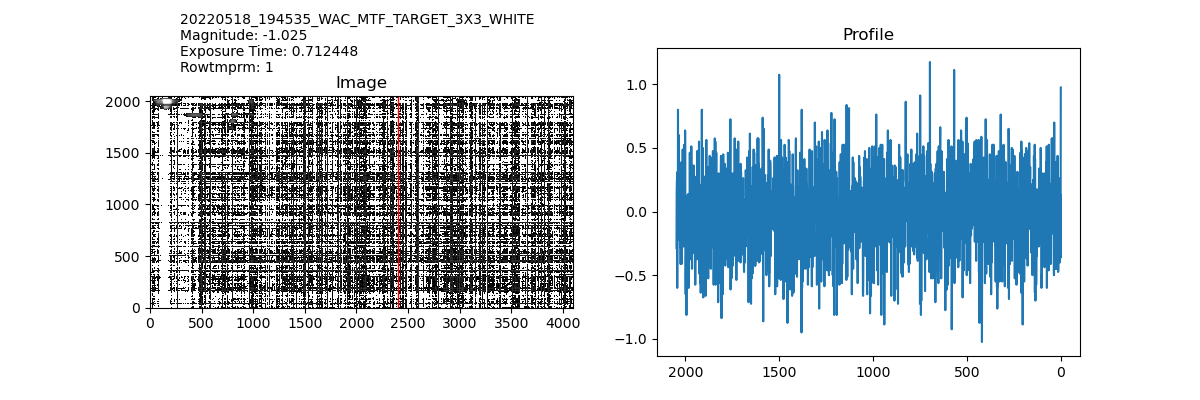 20220518_194535_WAC_MTF_TARGET_3X3_WHITE
Magnitude: -1.025
Exposure Time: 0.712448
Rowtmprm: 1
Image
2000
1500
1000
500
0
0 500 1000 1500 2000 2500 3000 3500 4000
Profile
1.0
0.5
0.0
−0.5
−1.0
2000 1500 1000 500 0